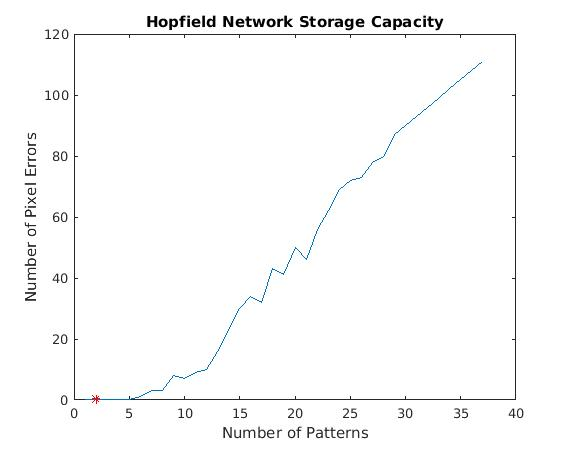 Hopfield Network Storage Capacity
120
100
80
60
40
20
0
Number of Pixel Errors
0 5 10 15 20 25 30 35 40
Number of Patterns